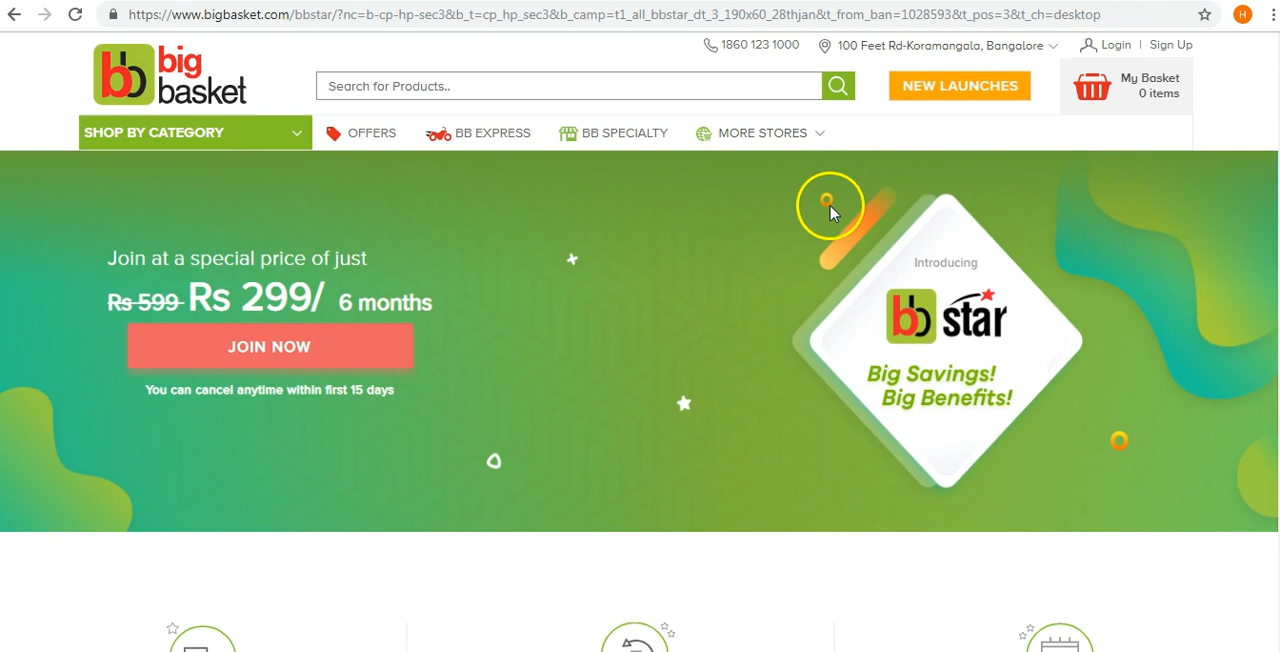 https://www.bigbasket.com/bbstar/?nc=b-cp-hp-sec3&b_t=cp_hp_sec3&b_camp=t1_all_bbstar_dt_3_190x60_28thjan&t_from_ban=1028593&t_pos=3&t_ch=desktop
H
1860 123 1000
100 Feet Rd-Koramangala, Bangalore
Login | Sign Up
bb big basket
Search for Products..
NEW LAUNCHES
My Basket
0 items
SHOP BY CATEGORY
OFFERS
BB EXPRESS
BB SPECIALTY
MORE STORES
Join at a special price of just
Rs 599 Rs 299/ 6 months
JOIN NOW
You can cancel anytime within first 15 days
Introducing
bb star
Big Savings!
Big Benefits!